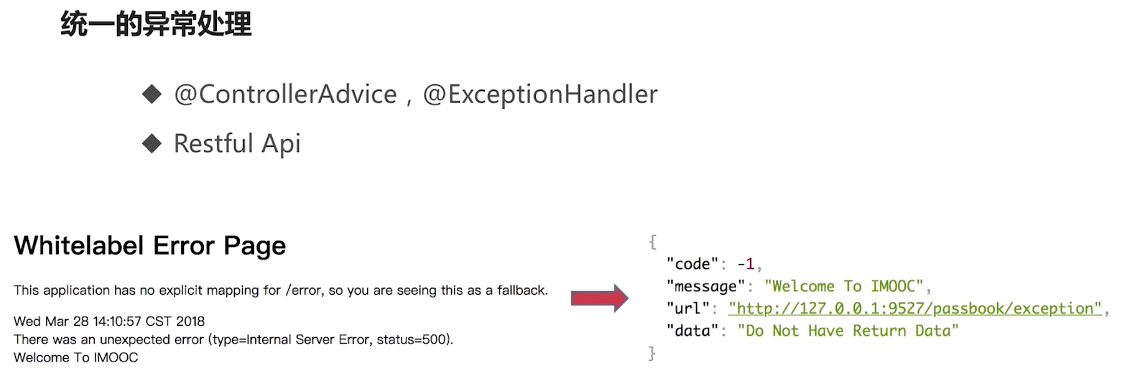 统一的异常处理
◆ @ControllerAdvice，@ExceptionHandler
◆ Restful Api
Whitelabel Error Page
This application has no explicit mapping for /error, so you are seeing this as a fallback.
Wed Mar 28 14:10:57 CST 2018
There was an unexpected error (type=Internal Server Error, status=500).
Welcome To IMOOC
{
"code": -1,
"message": "Welcome To IMOOC",
"url": "http://127.0.0.1:9527/passbook/exception",
"data": "Do Not Have Return Data"
}